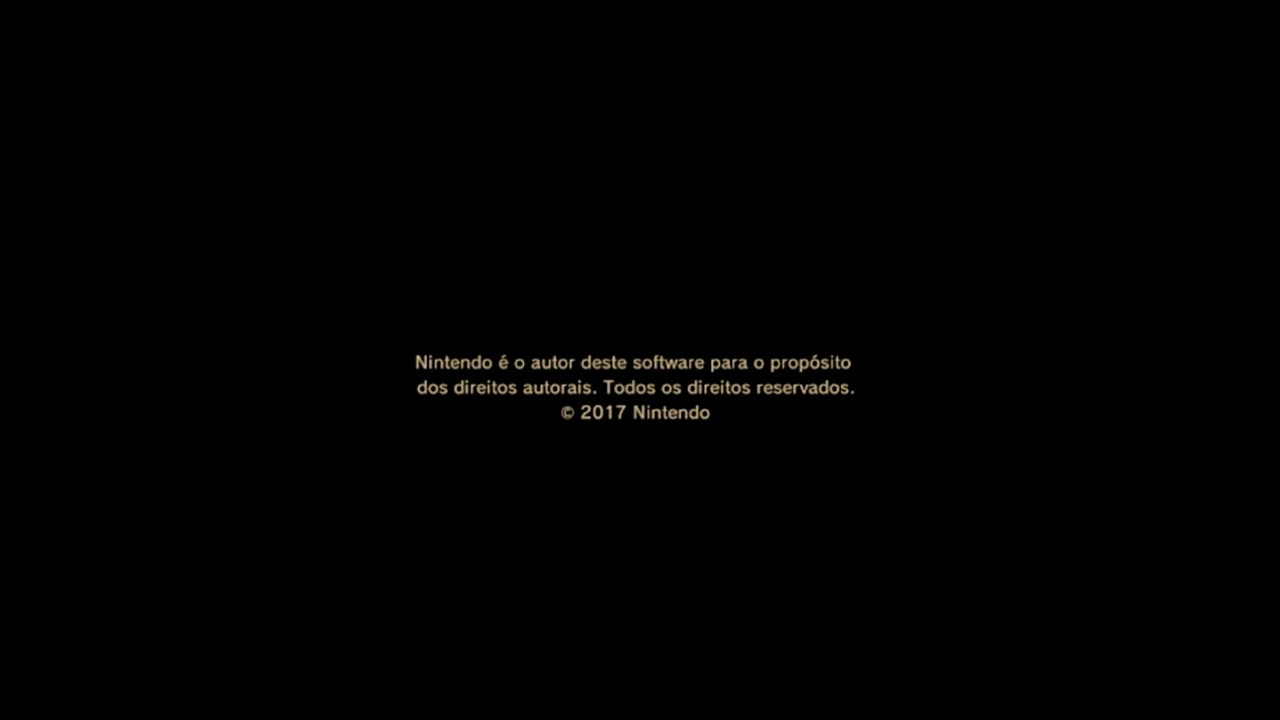 Nintendo é o autor deste software para o propósito
dos direitos autorais. Todos os direitos reservados.
© 2017 Nintendo